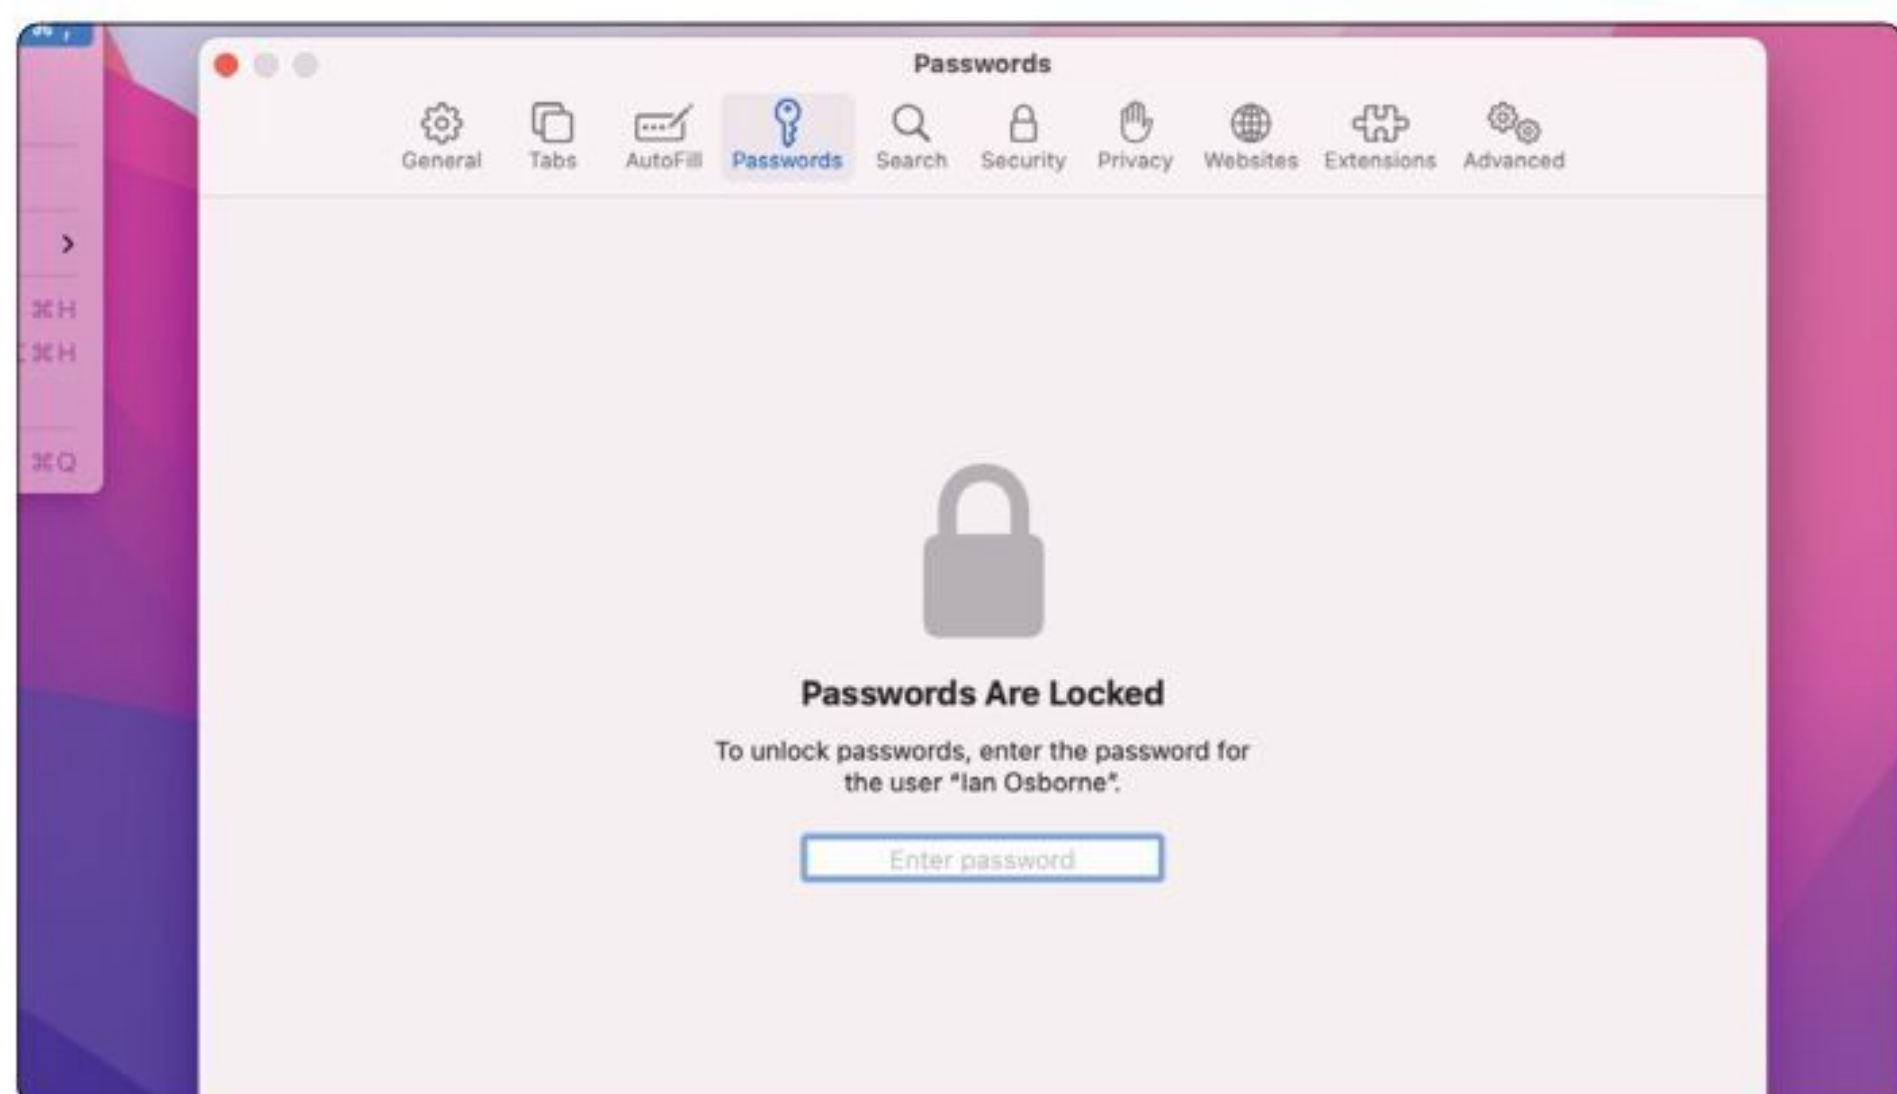 Passwords
General Tabs AutoFill Passwords Search Security Privacy Websites Extensions Advanced
>
⌘H
⌘H
⌘Q
Passwords Are Locked
To unlock passwords, enter the password for
the user “Ian Osborne”.
Enter password